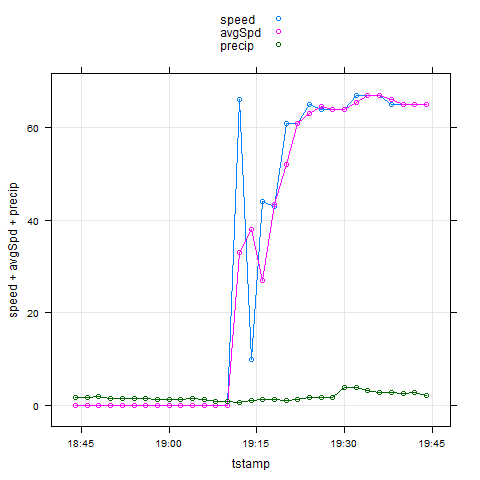 speed
avgSpd
precip
speed + avgSpd + precip
60
40
20
0
18:45 19:00 19:15 19:30 19:45
tstamp